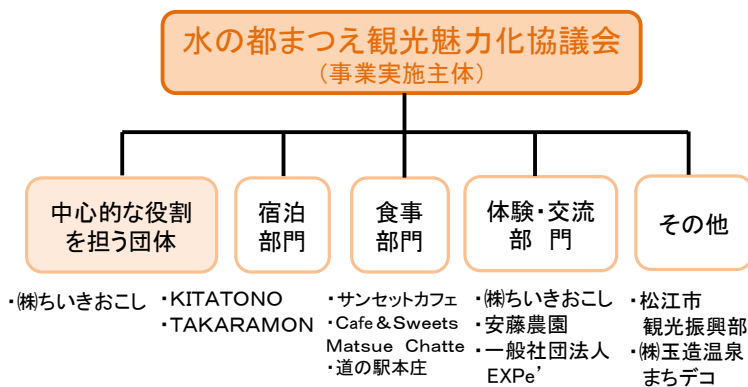 水の都まつえ観光魅力化協議会
（事業実施主体）
中心的な役割
を担う団体
宿泊
部門
食事
部門
体験・交流
部　門
その他
・㈱ちいきおこし
・KITATONO
・TAKARAMON
・サンセットカフェ
・Cafe＆Sweets
Matsue　Chatte
・道の駅本庄
・㈱ちいきおこし
・安藤農園
・一般社団法人
EXPe’
・松江市
観光振興部
・㈱玉造温泉
まちデコ